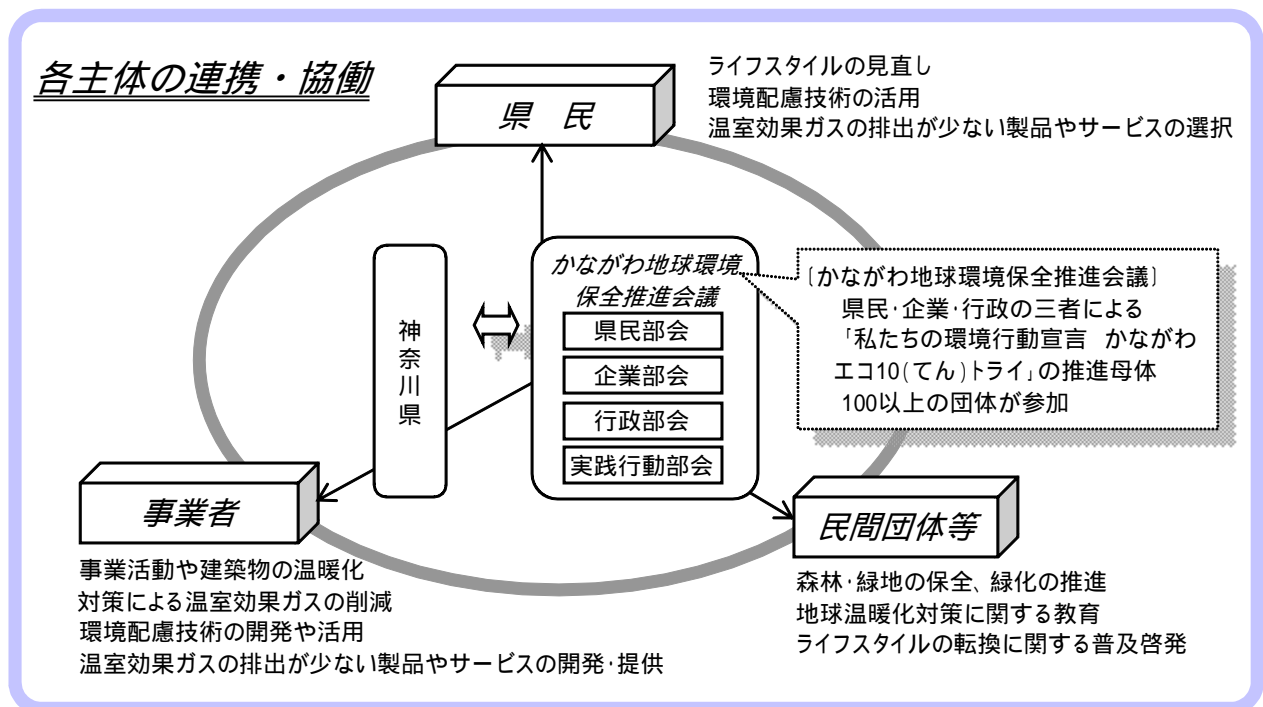 各主体の連携・協働
県　民
ライフスタイルの見直し
環境配慮技術の活用
温室効果ガスの排出が少ない製品やサービスの選択
神奈川県
かながわ地球環境
保全推進会議
県民部会
企業部会
行政部会
実践行動部会
〔かながわ地球環境保全推進会議〕
県民･企業･行政の三者による
「私たちの環境行動宣言　かながわ
エコ10(てん)トライ」の推進母体
100以上の団体が参加
事業者
事業活動や建築物の温暖化
対策による温室効果ガスの削減
環境配慮技術の開発や活用
温室効果ガスの排出が少ない製品やサービスの開発･提供
民間団体等
森林･緑地の保全、緑化の推進
地球温暖化対策に関する教育
ライフスタイルの転換に関する普及啓発